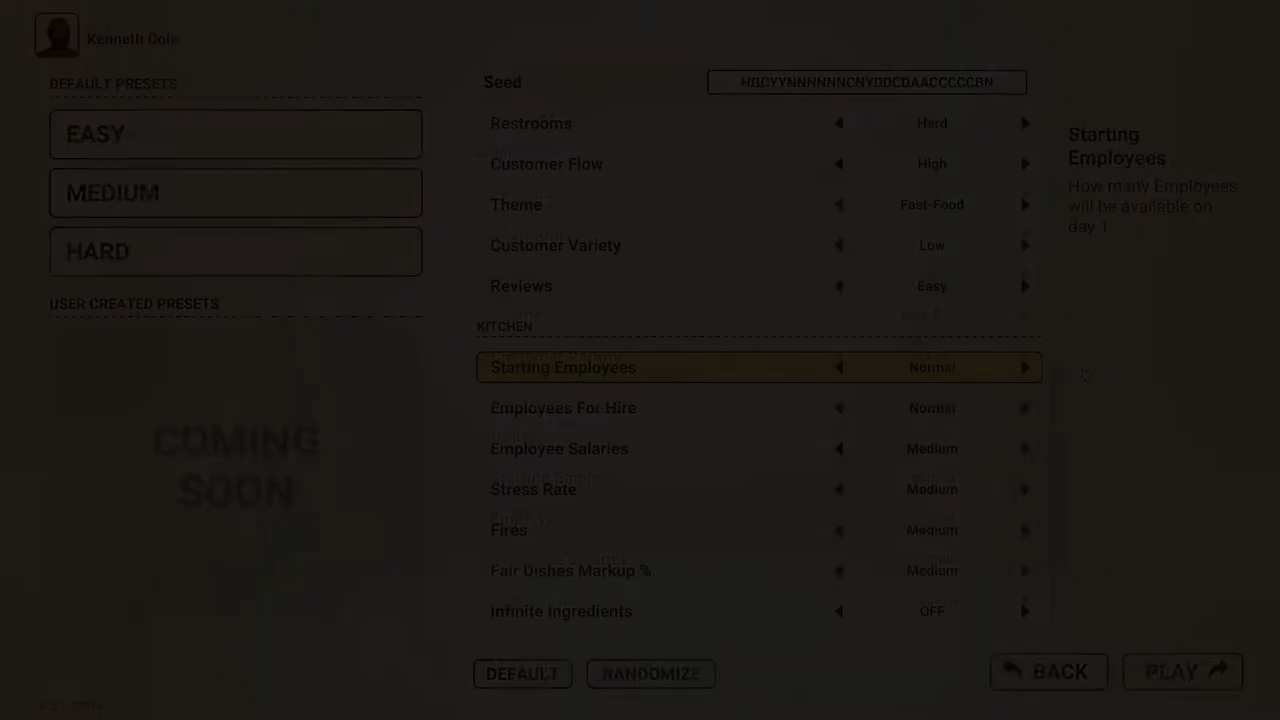 Kenneth Cole
DEFAULT PRESETS
EASY
MEDIUM
HARD
USER CREATED PRESETS
COMING
SOON
Seed
Restrooms Hard
Customer Flow High
Theme Fast-Food
Customer Variety Low
Reviews Easy
KITCHEN
Starting Employees Normal
Employees For Hire Normal
Employee Salaries Medium
Stress Rate Medium
Fires Medium
Fair Dishes Markup % Medium
Infinite Ingredients OFF
DEFAULT RANDOMIZE
Starting
Employees
How many Employees
will be available on
day 1
BACK PLAY